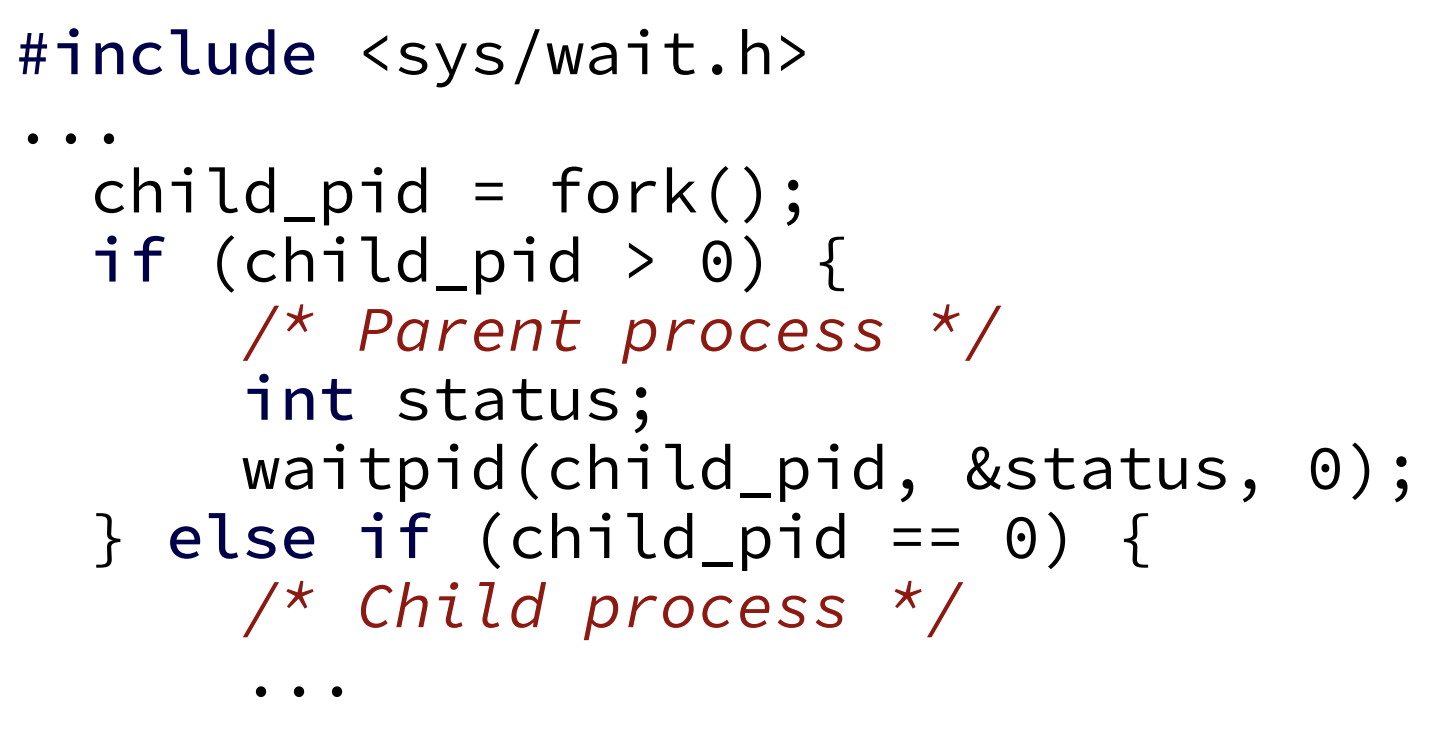 #include <sys/wait.h>
...
  child_pid = fork();
  if (child_pid > 0) {
      /* Parent process */
      int status;
      waitpid(child_pid, &status, 0);
  } else if (child_pid == 0) {
      /* Child process */
      ...